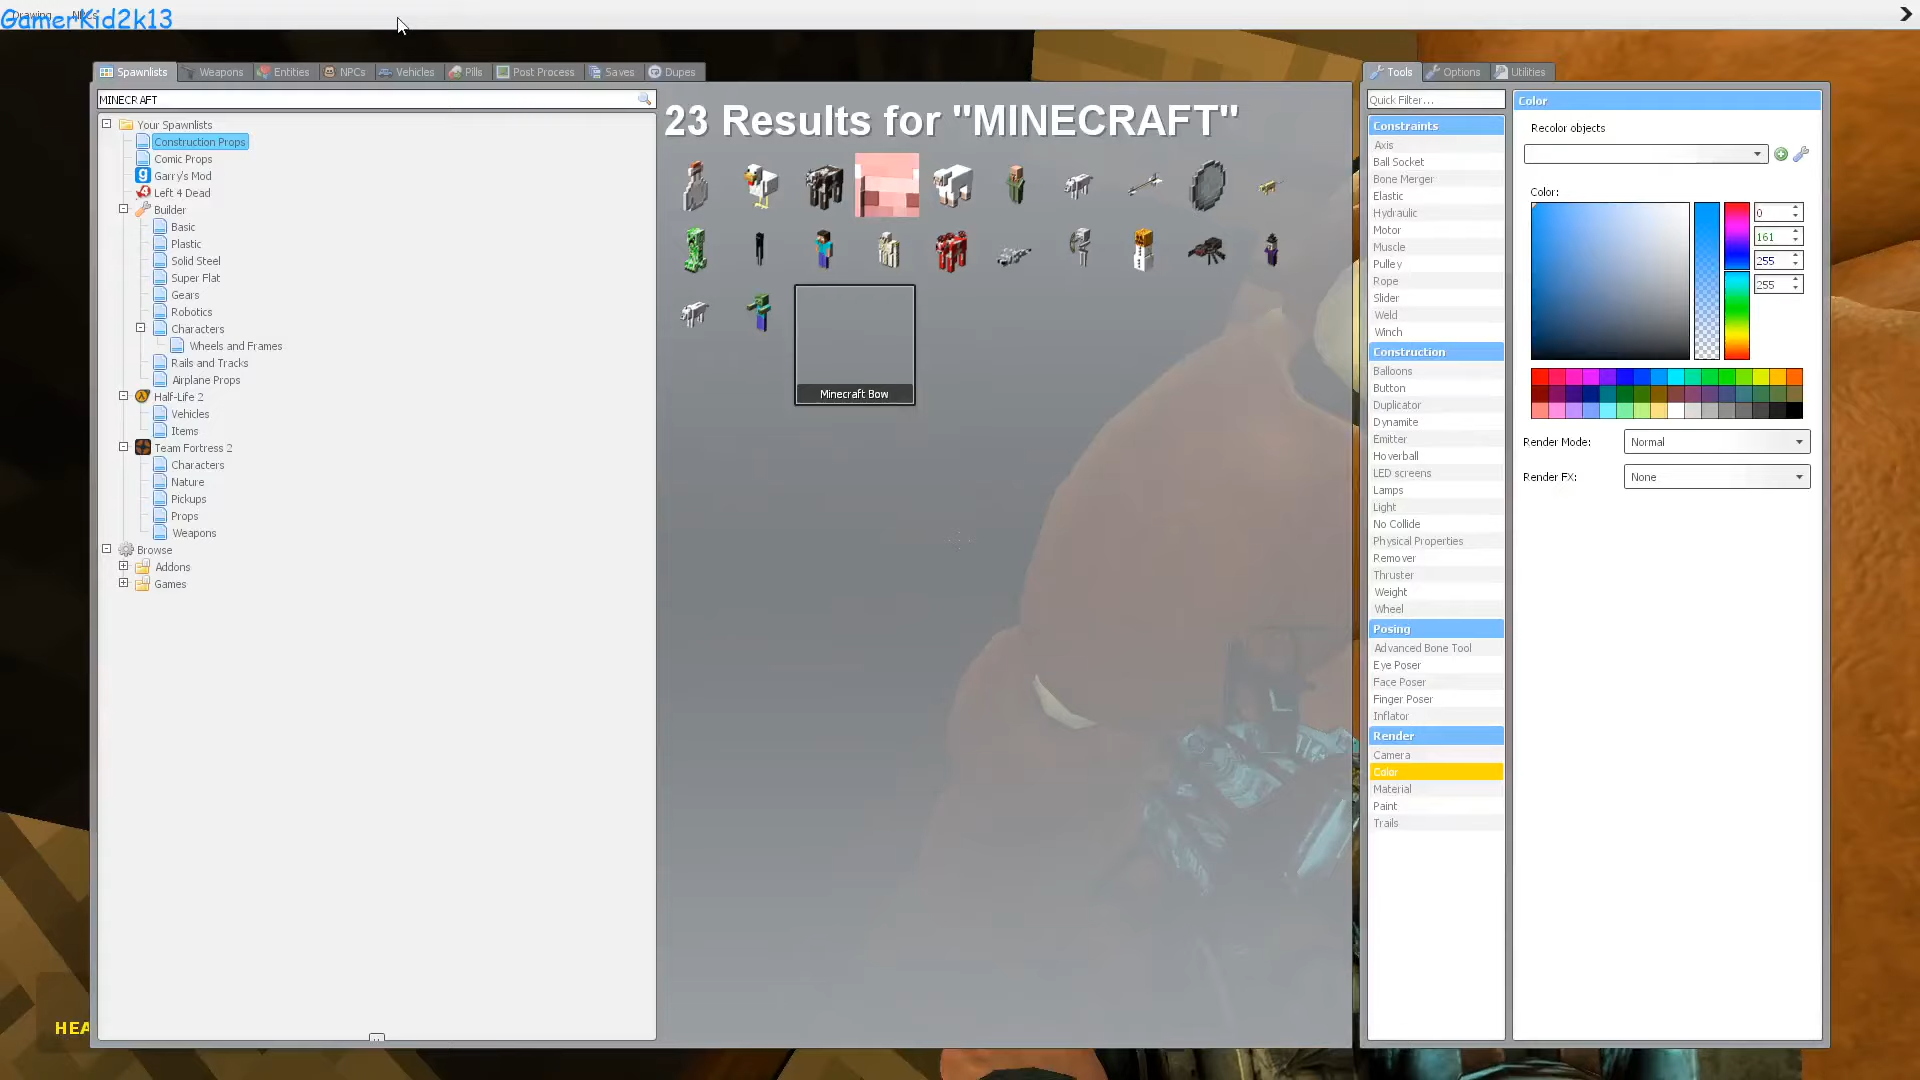 GamerKid2k13
Drawing NPCs
Spawnlists Weapons Entities NPCs Vehicles Pills Post Process Saves Dupes
MINECRAFT
Your Spawnlists
Construction Props
Comic Props
Garry's Mod
Left 4 Dead
Builder
Basic
Plastic
Solid Steel
Super Flat
Gears
Robotics
Characters
Wheels and Frames
Rails and Tracks
Airplane Props
Half-Life 2
Vehicles
Items
Team Fortress 2
Characters
Nature
Pickups
Props
Weapons
Browse
Addons
Games
23 Results for "MINECRAFT"
Minecraft Bow
HEA
Tools Options Utilities
Quick Filter...
Constraints
Axis
Ball Socket
Bone Merger
Elastic
Hydraulic
Motor
Muscle
Pulley
Rope
Slider
Weld
Winch
Construction
Balloons
Button
Duplicator
Dynamite
Emitter
Hoverball
LED screens
Lamps
Light
No Collide
Physical Properties
Remover
Thruster
Weight
Wheel
Posing
Advanced Bone Tool
Eye Poser
Face Poser
Finger Poser
Inflator
Render
Camera
Color
Material
Paint
Trails
Color
Recolor objects
Color:
0
161
255
255
Render Mode: Normal
Render FX: None